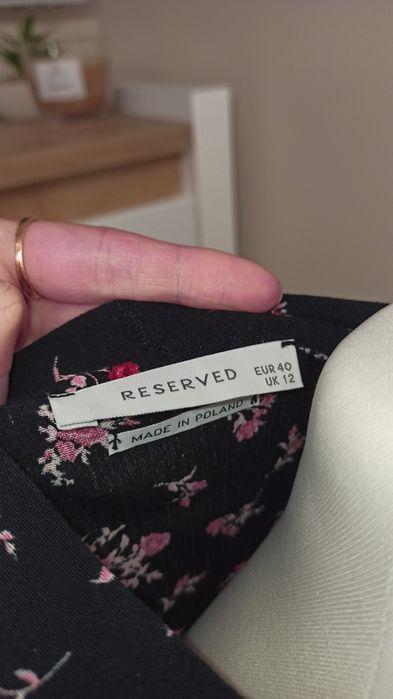 RESERVED
EUR 40
UK 12
MADE IN POLAND